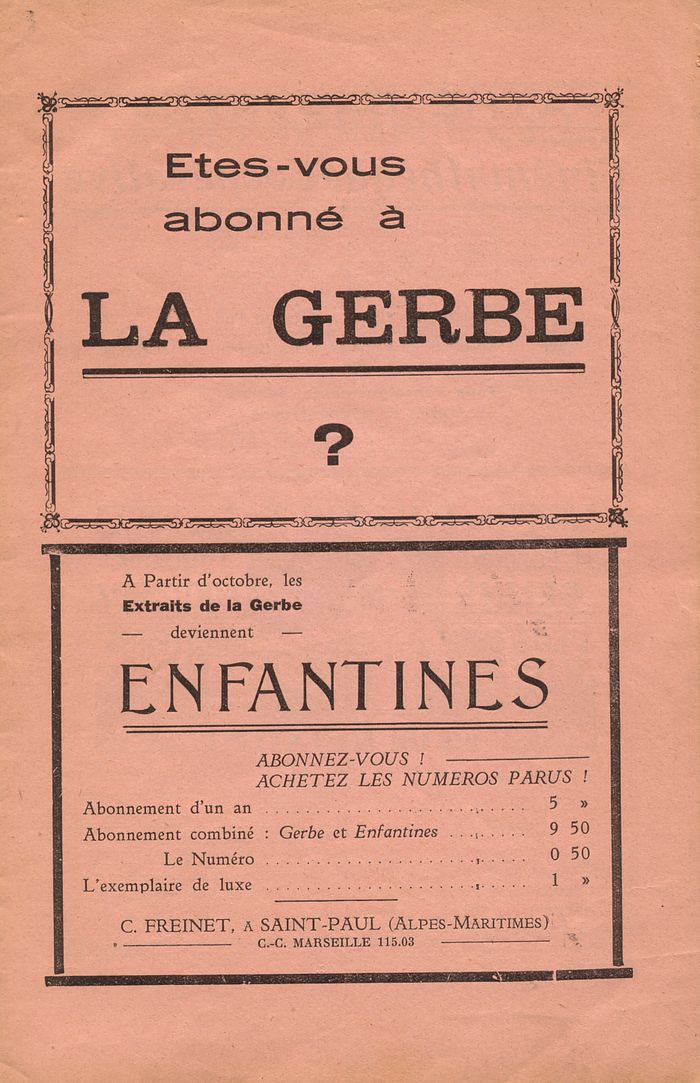 Etes-vous
abonné à
LA GERBE
?
A Partir d'octobre, les
Extraits de la Gerbe
— deviennent —
ENFANTINES
ABONNEZ-VOUS !
ACHETEZ LES NUMEROS PARUS !
Abonnement d'un an .......... 5 »
Abonnement combiné : Gerbe et Enfantines .......... 9 50
Le Numéro .......... 0 50
L'exemplaire de luxe .......... 1 »
C. FREINET, A SAINT-PAUL (ALPES-MARITIMES)
C.-C. MARSEILLE 115.03